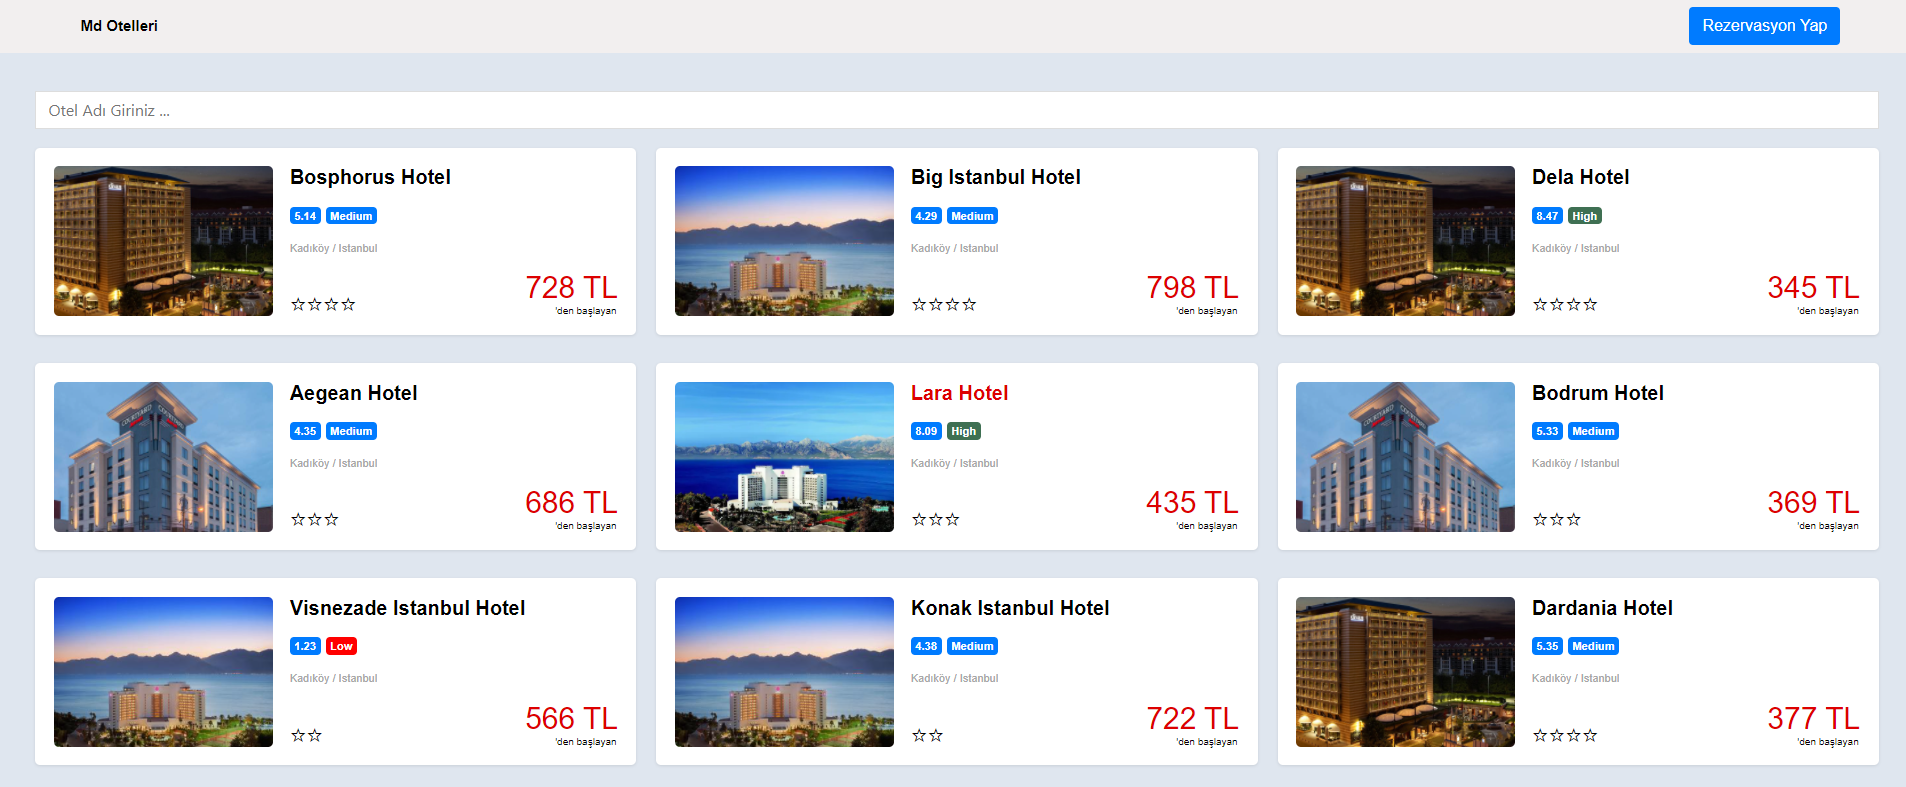 Md Otelleri
Rezervasyon Yap
Otel Adı Giriniz ...
Bosphorus Hotel
5.14 Medium
Kadıköy / Istanbul
728 TL
☆☆☆☆
'den başlayan
Big Istanbul Hotel
4.29 Medium
Kadıköy / Istanbul
798 TL
☆☆☆☆
'den başlayan
Dela Hotel
8.47 High
Kadıköy / Istanbul
345 TL
☆☆☆☆
'den başlayan
Aegean Hotel
4.35 Medium
Kadıköy / Istanbul
686 TL
☆☆☆
'den başlayan
COURTYARD
Lara Hotel
8.09 High
Kadıköy / Istanbul
435 TL
☆☆☆
'den başlayan
Bodrum Hotel
5.33 Medium
Kadıköy / Istanbul
369 TL
☆☆☆
'den başlayan
COURTYARD
Visnezade Istanbul Hotel
1.23 Low
Kadıköy / Istanbul
566 TL
☆☆
'den başlayan
Konak Istanbul Hotel
4.38 Medium
Kadıköy / Istanbul
722 TL
☆☆
'den başlayan
Dardania Hotel
5.35 Medium
Kadıköy / Istanbul
377 TL
☆☆☆☆
'den başlayan